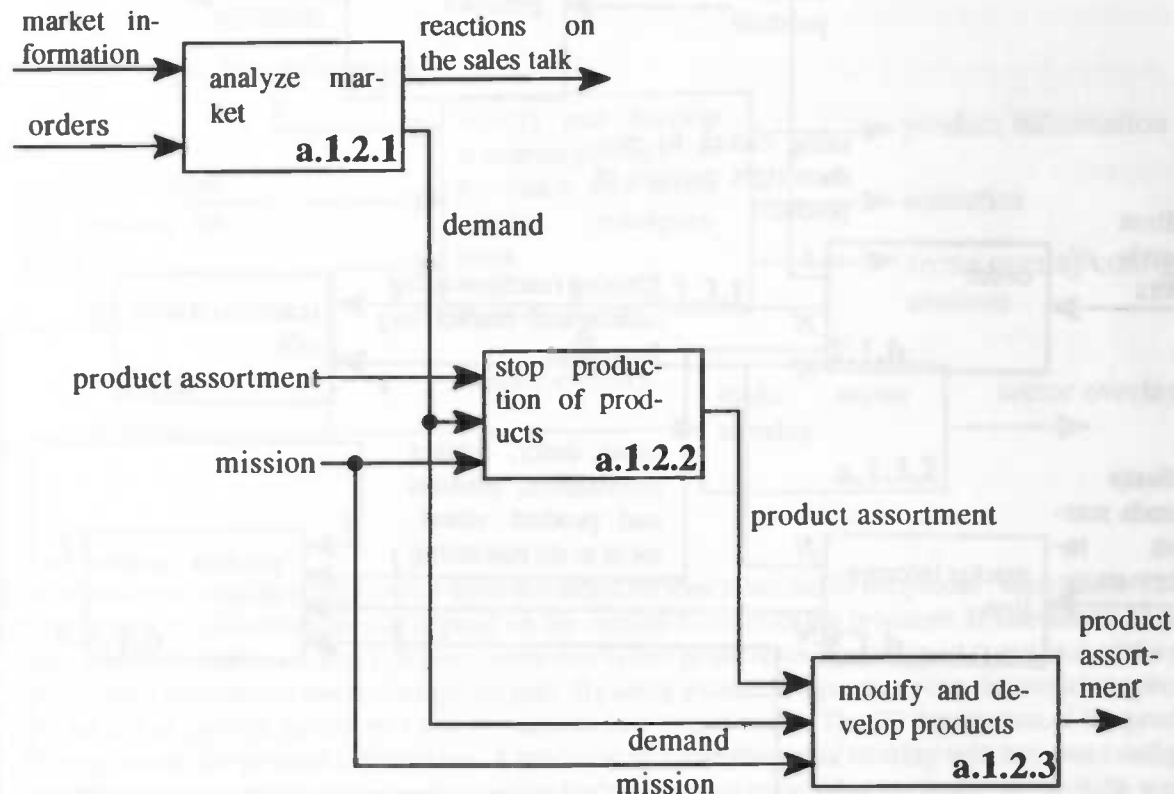 market in-
formation
reactions on
the sales talk
analyze mar-
ket
orders
a.1.2.1
demand
product assortment
stop produc-
tion of prod-
ucts
mission
a.1.2.2
product assortment
product
assort-
ment
modify and de-
velop products
demand
a.1.2.3
mission